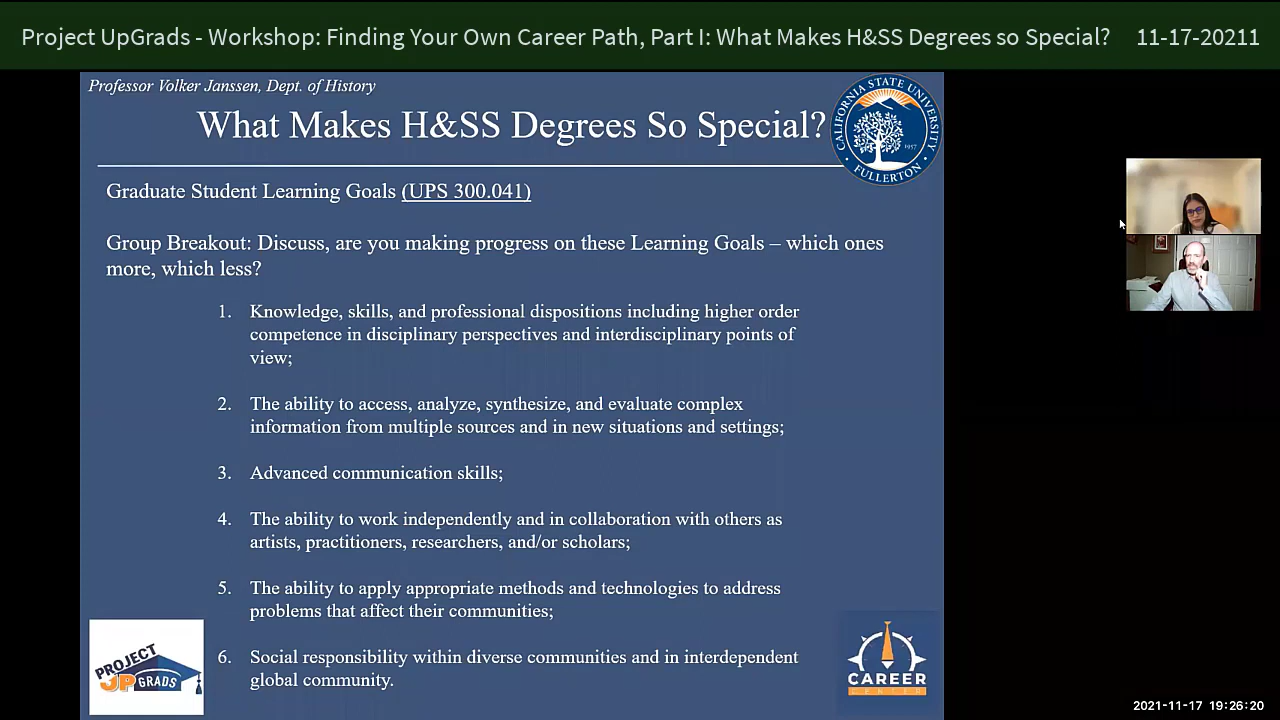 Project UpGrads - Workshop: Finding Your Own Career Path, Part I: What Makes H&SS Degrees so Special? 11-17-20211
Professor Volker Janssen, Dept. of History
What Makes H&SS Degrees So Special?
CALIFORNIA STATE UNIVERSITY
1957
FULLERTON
Graduate Student Learning Goals (UPS 300.041)
Group Breakout: Discuss, are you making progress on these Learning Goals – which ones
more, which less?
1. Knowledge, skills, and professional dispositions including higher order
competence in disciplinary perspectives and interdisciplinary points of
view;
2. The ability to access, analyze, synthesize, and evaluate complex
information from multiple sources and in new situations and settings;
3. Advanced communication skills;
4. The ability to work independently and in collaboration with others as
artists, practitioners, researchers, and/or scholars;
5. The ability to apply appropriate methods and technologies to address
problems that affect their communities;
6. Social responsibility within diverse communities and in interdependent
global community.
PROJECT
UPGRADS
CAREER
CENTER
2021-11-17 19:26:20